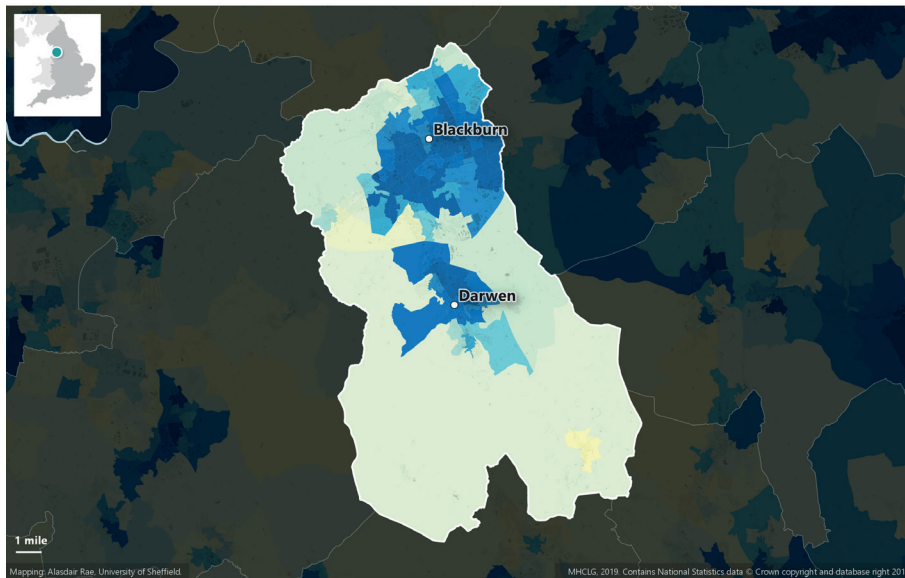 Blackburn
Darwen
1 mile
Mapping: Alasdair Rae, University of Sheffield.
MHCLG, 2019. Contains National Statistics data © Crown copyright and database right